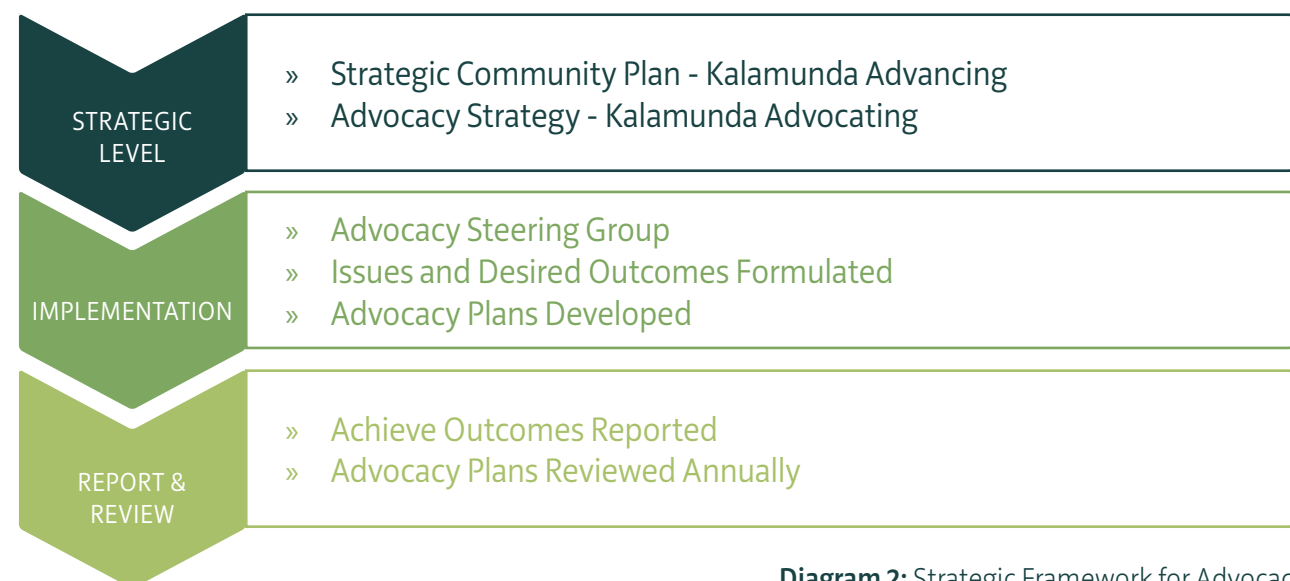 STRATEGIC
LEVEL
» Strategic Community Plan - Kalamunda Advancing
» Advocacy Strategy - Kalamunda Advocating
IMPLEMENTATION
» Advocacy Steering Group
» Issues and Desired Outcomes Formulated
» Advocacy Plans Developed
REPORT &
REVIEW
» Achieve Outcomes Reported
» Advocacy Plans Reviewed Annually
Diagram 2: Strategic Framework for